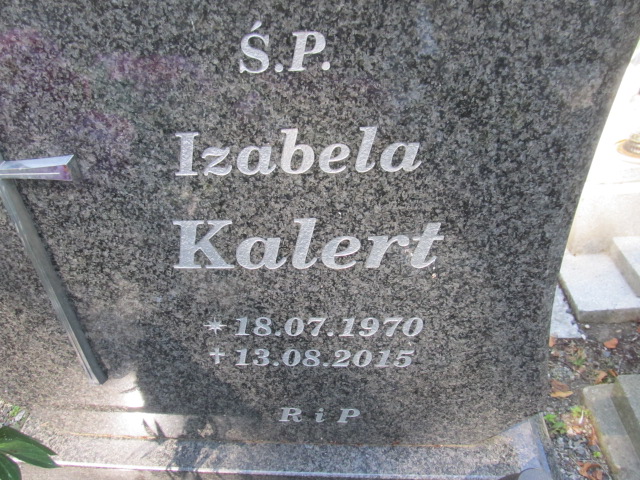 Ś.P.
Izabela
Kalert
* 18.07.1970
† 13.08.2015
R i P